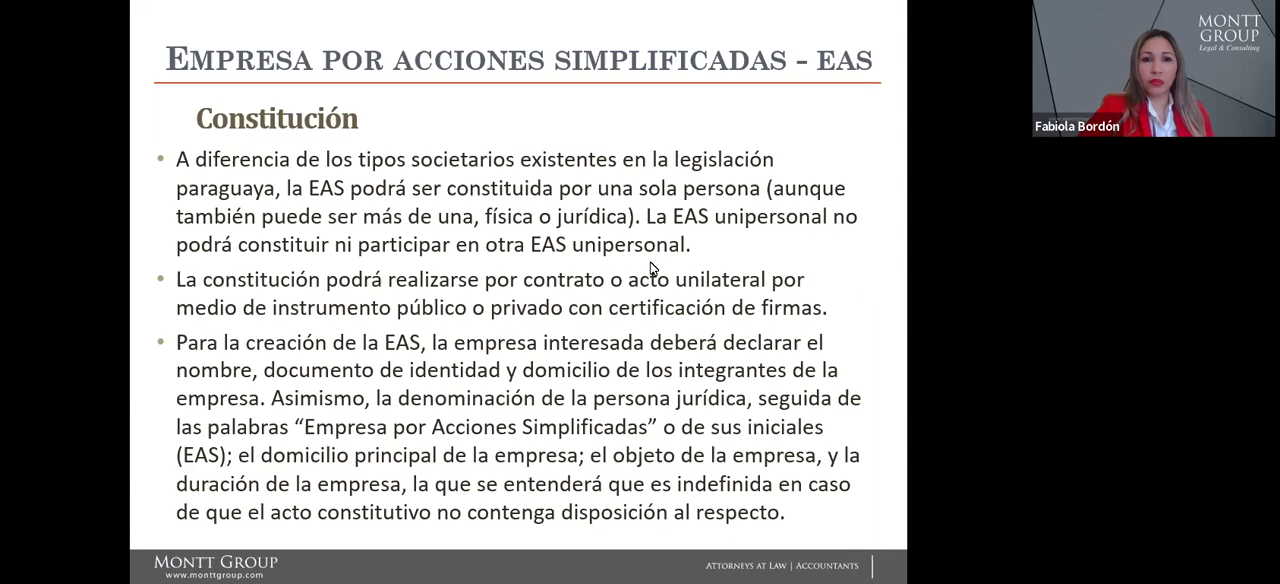 EMPRESA POR ACCIONES SIMPLIFICADAS - EAS
Constitución
• A diferencia de los tipos societarios existentes en la legislación
paraguaya, la EAS podrá ser constituida por una sola persona (aunque
también puede ser más de una, física o jurídica). La EAS unipersonal no
podrá constituir ni participar en otra EAS unipersonal.
• La constitución podrá realizarse por contrato o acto unilateral por
medio de instrumento público o privado con certificación de firmas.
• Para la creación de la EAS, la empresa interesada deberá declarar el
nombre, documento de identidad y domicilio de los integrantes de la
empresa. Asimismo, la denominación de la persona jurídica, seguida de
las palabras “Empresa por Acciones Simplificadas” o de sus iniciales
(EAS); el domicilio principal de la empresa; el objeto de la empresa, y la
duración de la empresa, la que se entenderá que es indefinida en caso
de que el acto constitutivo no contenga disposición al respecto.
MONTT GROUP
www.monttgroup.com
ATTORNEYS AT LAW | ACCOUNTANTS
MONTT
GROUP
Legal & Consulting
Fabiola Bordón